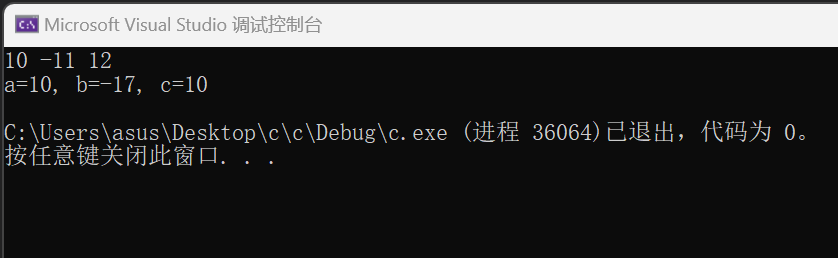 Microsoft Visual Studio 调试控制台
10 -11 12
a=10, b=-17, c=10
C:\Users\asus\Desktop\c\c\Debug\c.exe (进程 36064)已退出，代码为 0。
按任意键关闭此窗口. . .